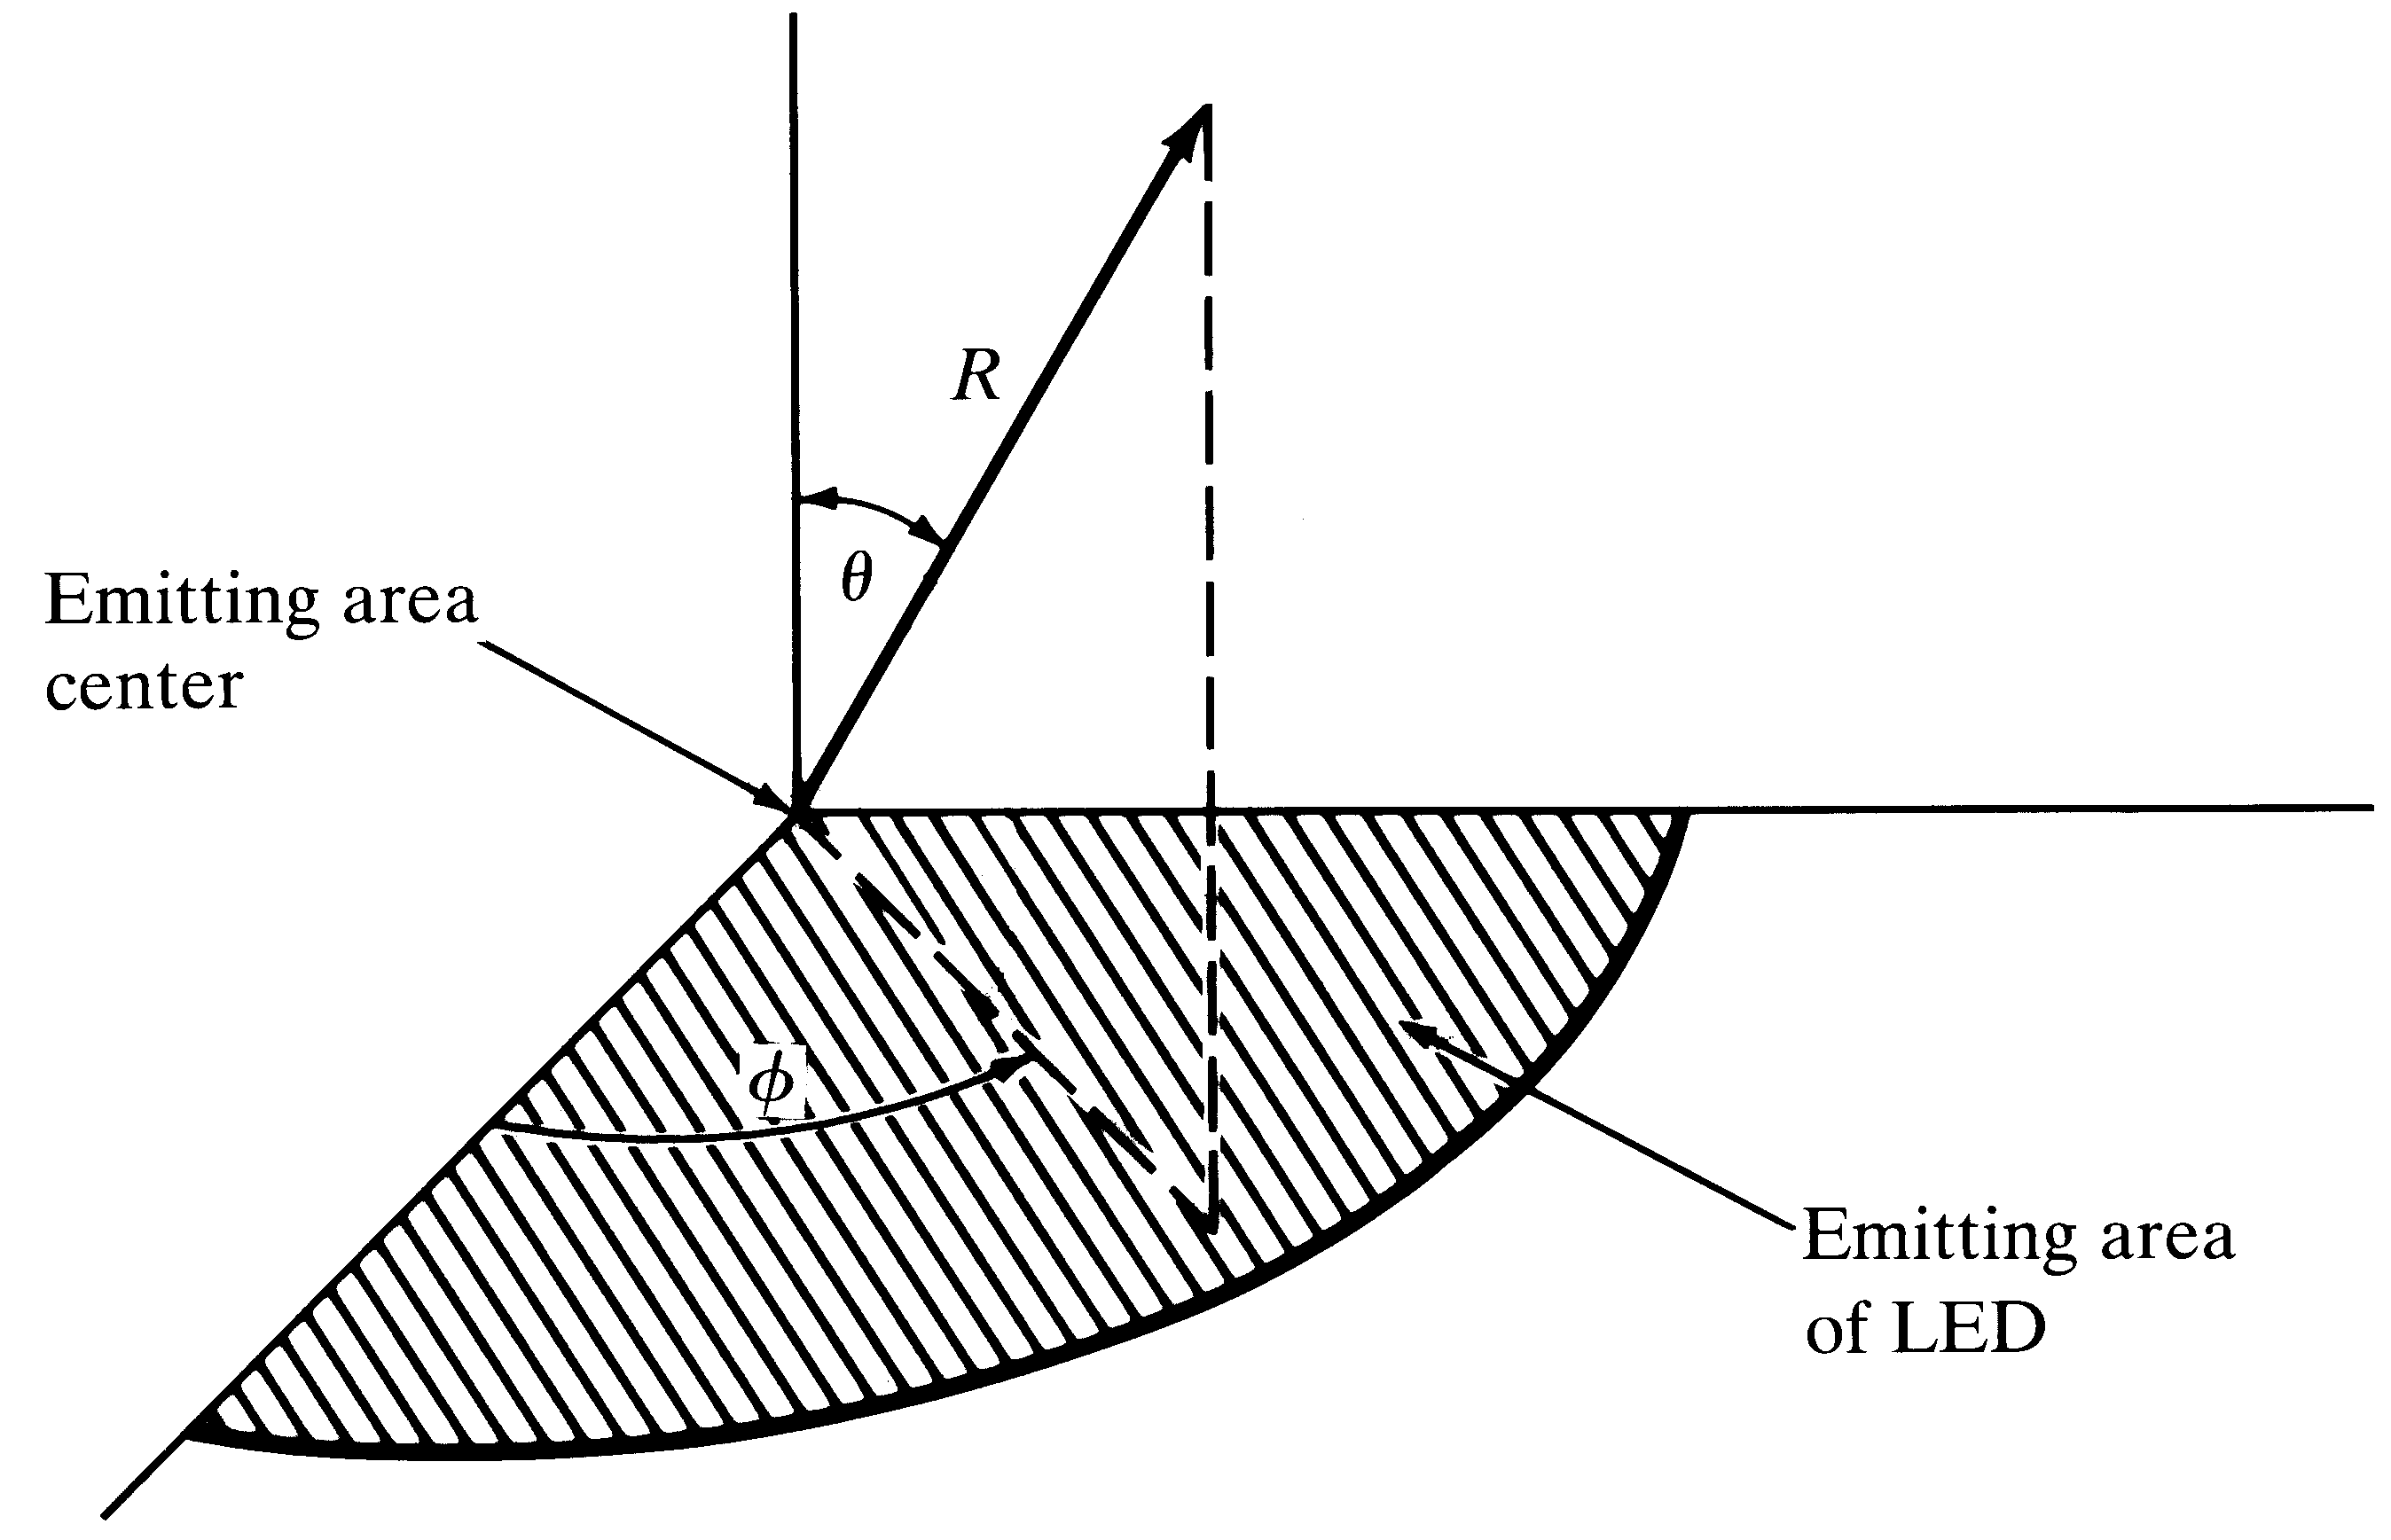 R
θ
Emitting area
center
ϕ
Emitting area
of LED